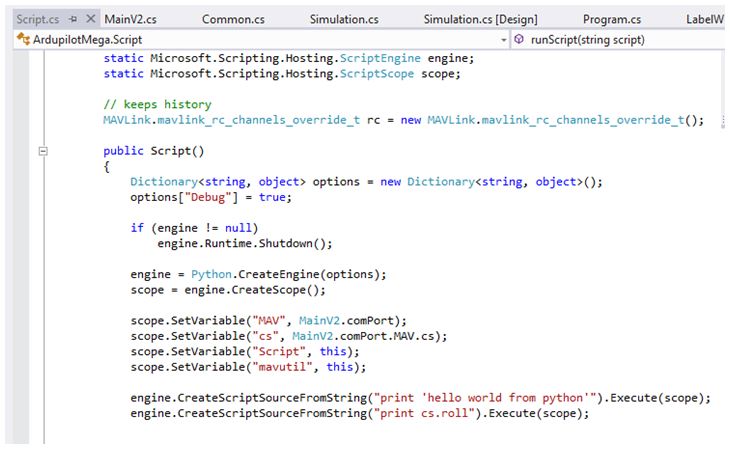 Script.cs MainV2.cs Common.cs Simulation.cs Simulation.cs [Design] Program.cs LabelW
ArdupilotMega.Script runScript(string script)
static Microsoft.Scripting.Hosting.ScriptEngine engine;
static Microsoft.Scripting.Hosting.ScriptScope scope;
// keeps history
MAVLink.mavlink_rc_channels_override_t rc = new MAVLink.mavlink_rc_channels_override_t();
public Script()
{
Dictionary<string, object> options = new Dictionary<string, object>();
options["Debug"] = true;
if (engine != null)
engine.Runtime.Shutdown();
engine = Python.CreateEngine(options);
scope = engine.CreateScope();
scope.SetVariable("MAV", MainV2.comPort);
scope.SetVariable("cs", MainV2.comPort.MAV.cs);
scope.SetVariable("Script", this);
scope.SetVariable("mavutil", this);
engine.CreateScriptSourceFromString("print 'hello world from python'").Execute(scope);
engine.CreateScriptSourceFromString("print cs.roll").Execute(scope);